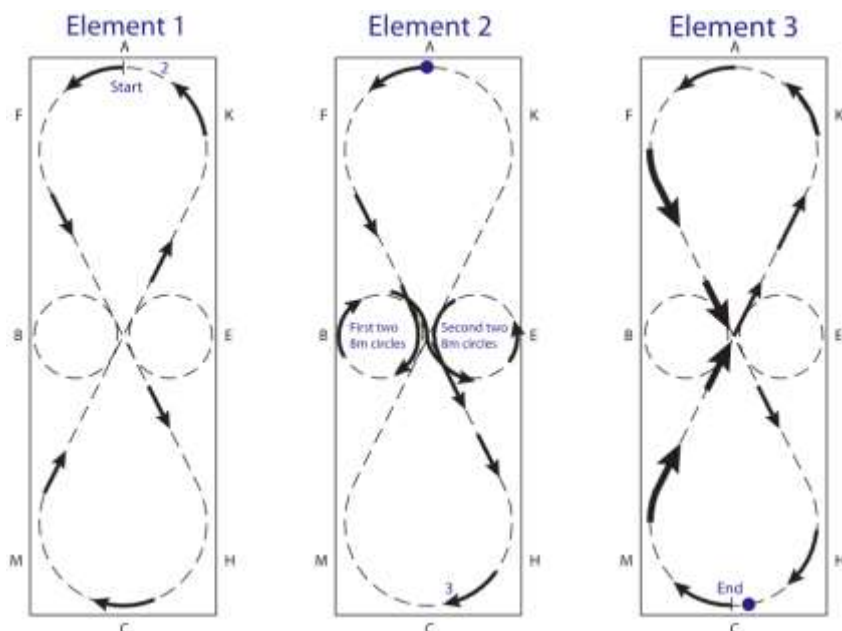 Element 1
A
2
Start
F
K
B
E
M
H
C
Element 2
A
F
K
B
First two
8m circles
Second two
8m circles
E
M
H
3
C
Element 3
A
F
K
B
E
M
H
End
C